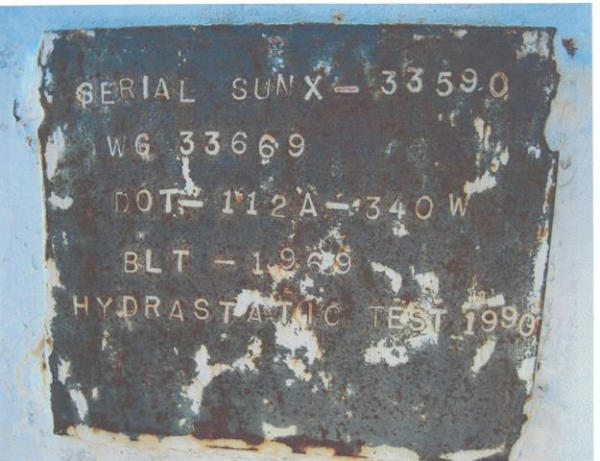 SERIAL SUNX-33590
WG 33669
DOT-112A-340W
BLT-1969
HYDRASTATIC TEST 1990